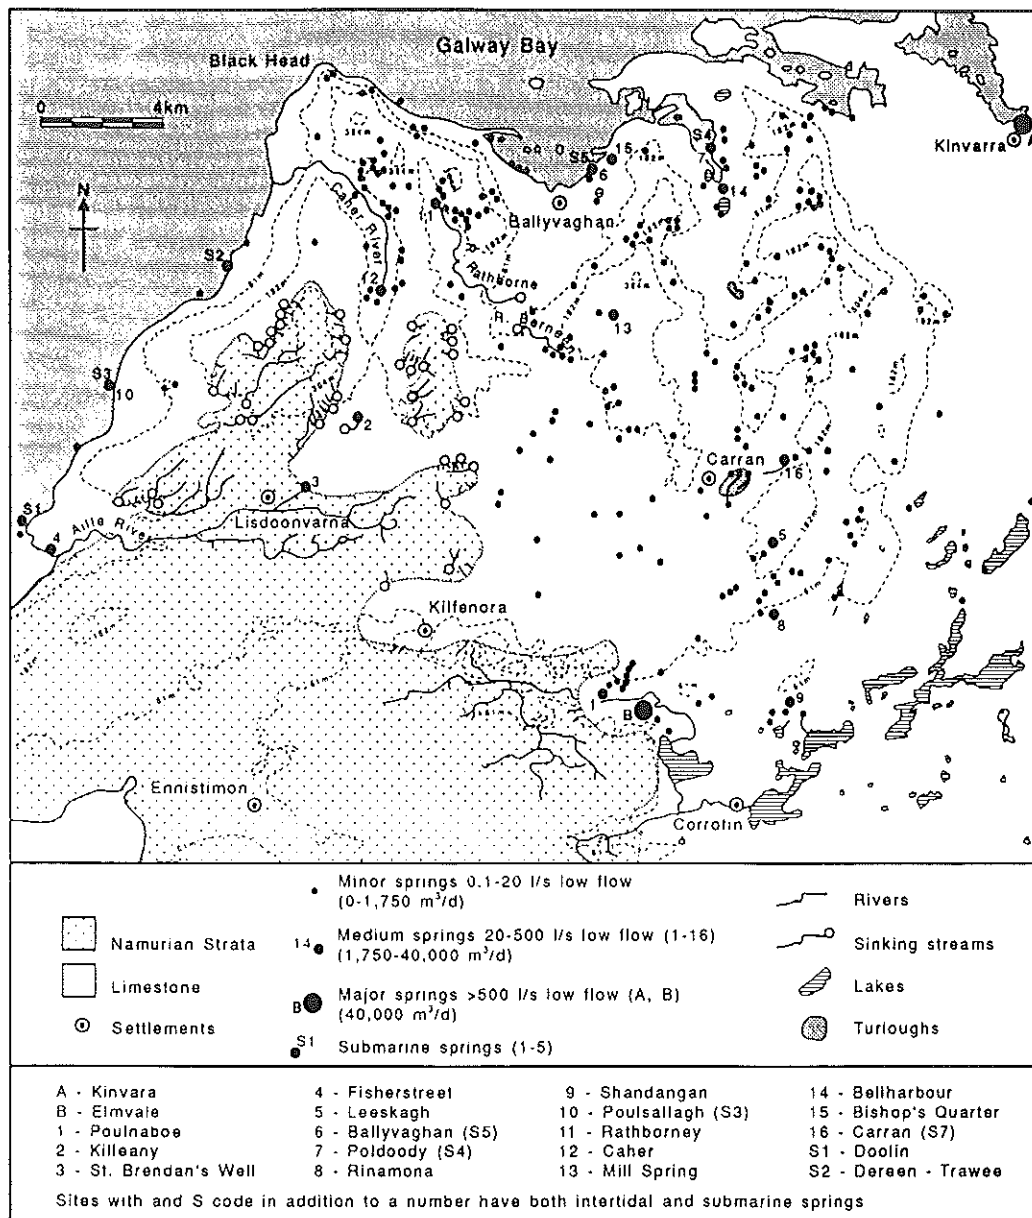 Galway Bay
Black Head
0 4km
N
Kinvarra
A
S4
7
S5
15
6
14
Ballyvaghan
Caher River
R. Rathborne
R. Borne
S2
12
13
S3
10
2
Carran
16
3
Lisdoonvarna
S1
Aille River
4
5
Kilfenora
8
1
B
9
Ennistimon
Corrofin
Namurian Strata
Limestone
Settlements
Minor springs 0.1-20 l/s low flow
(0-1,750 m³/d)
14 Medium springs 20-500 l/s low flow (1-16)
(1,750-40,000 m³/d)
B Major springs >500 l/s low flow (A, B)
(40,000 m³/d)
S1 Submarine springs (1-5)
Rivers
Sinking streams
Lakes
Turloughs
A - Kinvara
B - Elmvale
1 - Poulnaboe
2 - Killeany
3 - St. Brendan's Well
4 - Fisherstreet
5 - Leeskagh
6 - Ballyvaghan (S5)
7 - Poldoody (S4)
8 - Rinamona
9 - Shandangan
10 - Poulsallagh (S3)
11 - Rathborney
12 - Caher
13 - Mill Spring
14 - Bellharbour
15 - Bishop's Quarter
16 - Carran (S7)
S1 - Doolin
S2 - Dereen - Trawee
Sites with and S code in addition to a number have both intertidal and submarine springs